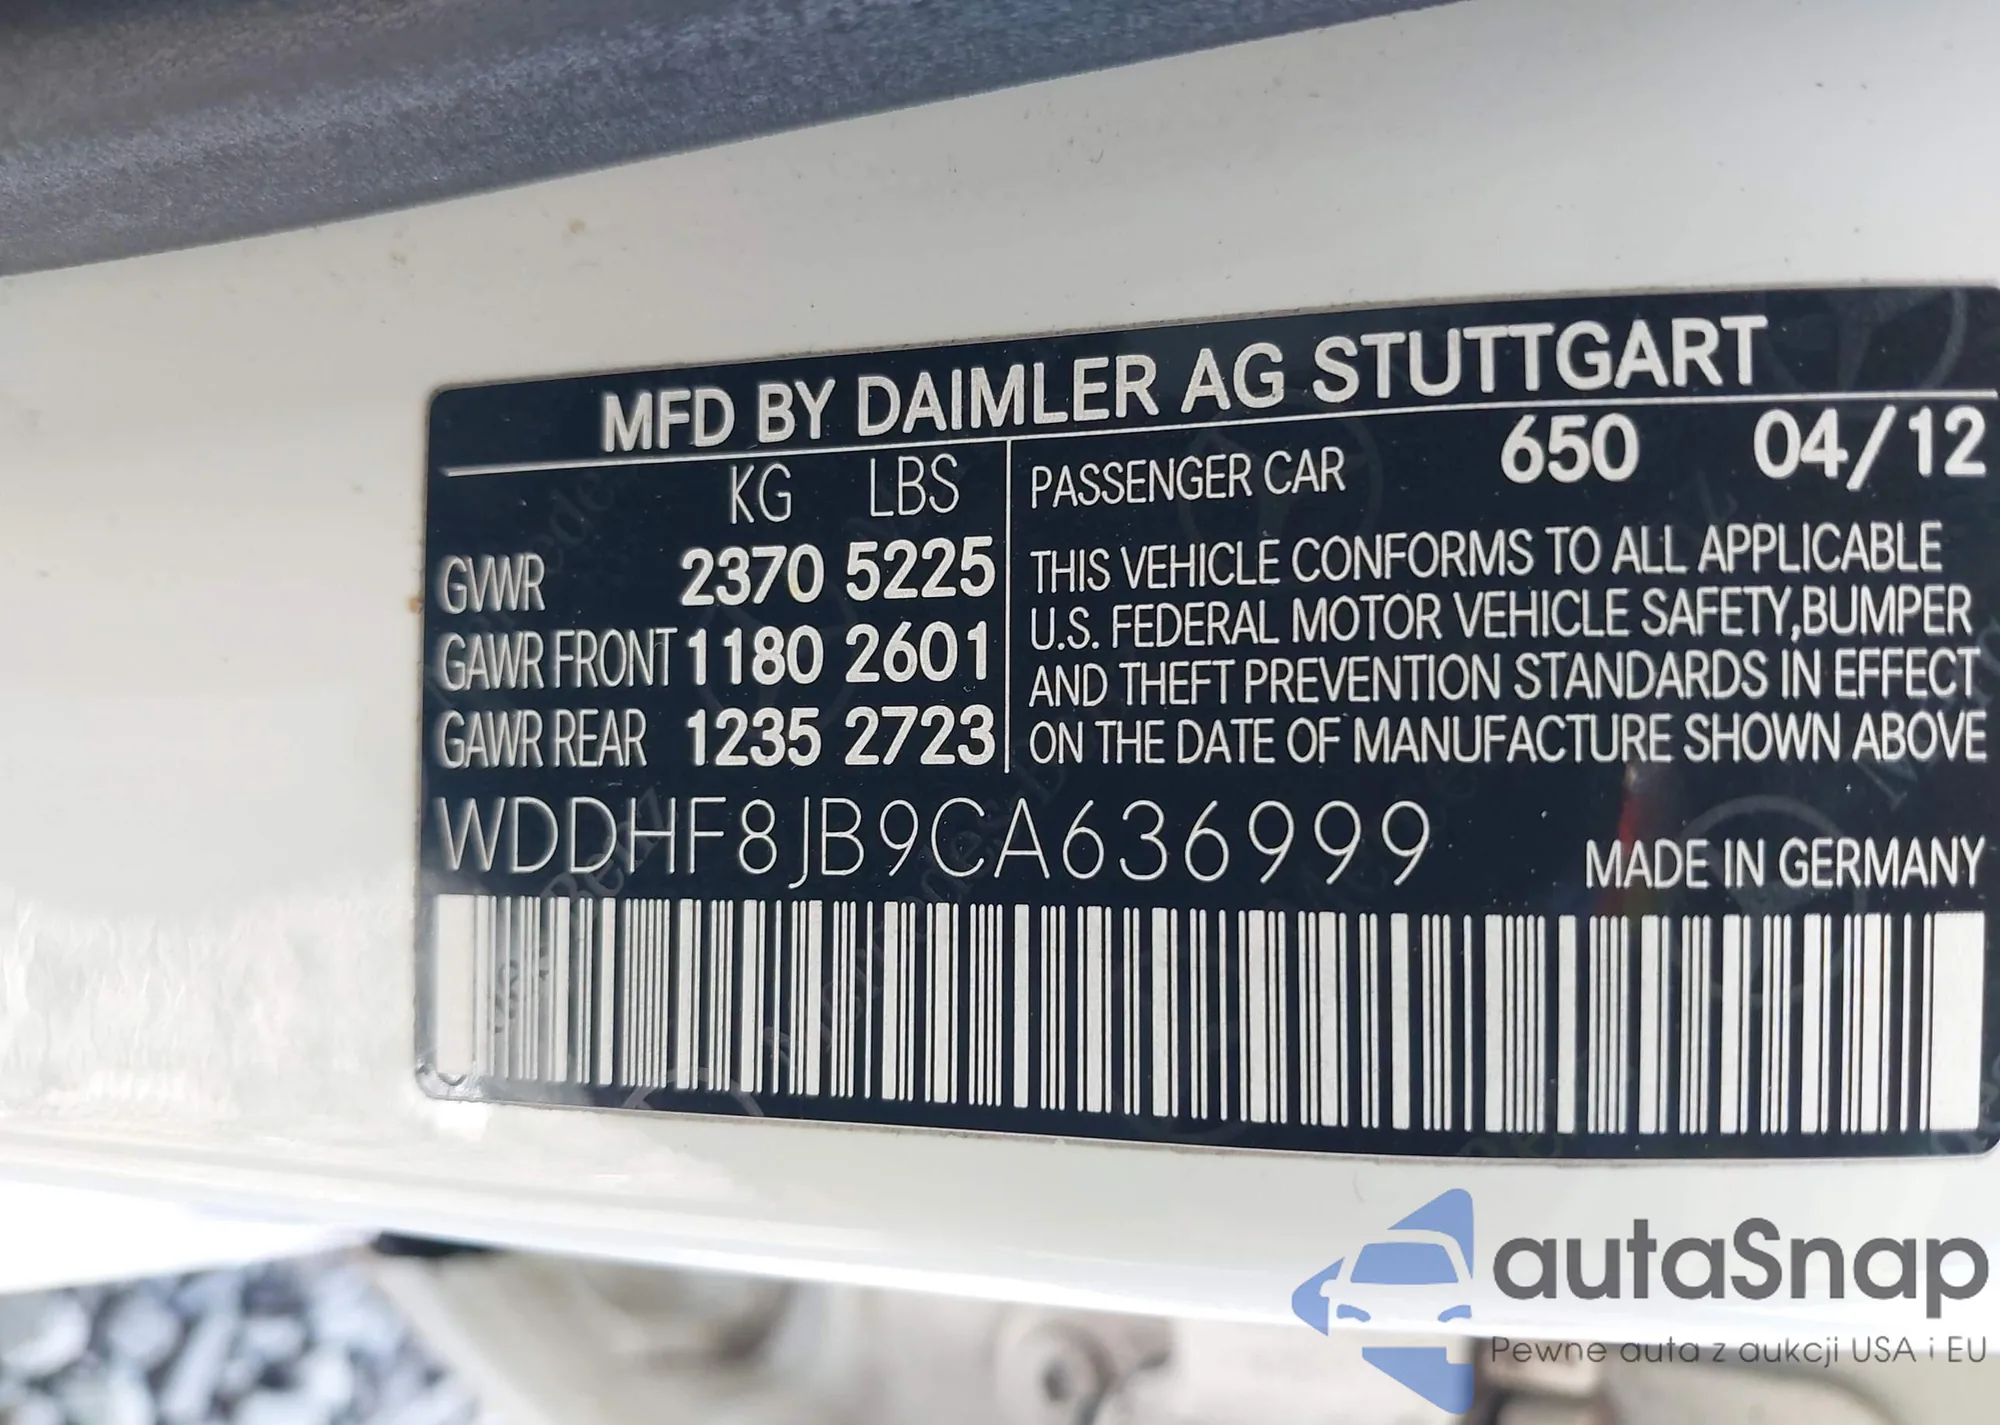 MFD BY DAIMLER AG STUTTGART
KG LBS
GVWR 2370 5225
GAWR FRONT 1180 2601
GAWR REAR 1235 2723
PASSENGER CAR 650 04/12
THIS VEHICLE CONFORMS TO ALL APPLICABLE
U.S. FEDERAL MOTOR VEHICLE SAFETY,BUMPER
AND THEFT PREVENTION STANDARDS IN EFFECT
ON THE DATE OF MANUFACTURE SHOWN ABOVE
WDDHF8JB9CA636999
MADE IN GERMANY
autaSnap
Pewne auta z aukcji USA i EU